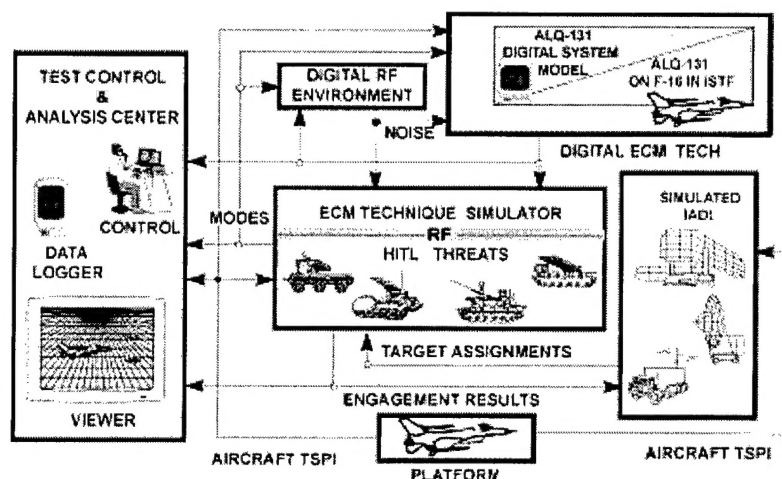 TEST CONTROL
&
ANALYSIS CENTER
CONTROL
DATA
LOGGER
VIEWER
DIGITAL RF
ENVIRONMENT
NOISE
MODES
ALQ-131
DIGITAL SYSTEM
MODEL
ALQ-131
ON F-16 IN ISTF
DIGITAL ECM TECH
ECM TECHNIQUE SIMULATOR
RF
HITL THREATS
SIMULATED
IADS
TARGET ASSIGNMENTS
ENGAGEMENT RESULTS
AIRCRAFT TSPI
PLATFORM
AIRCRAFT TSPI